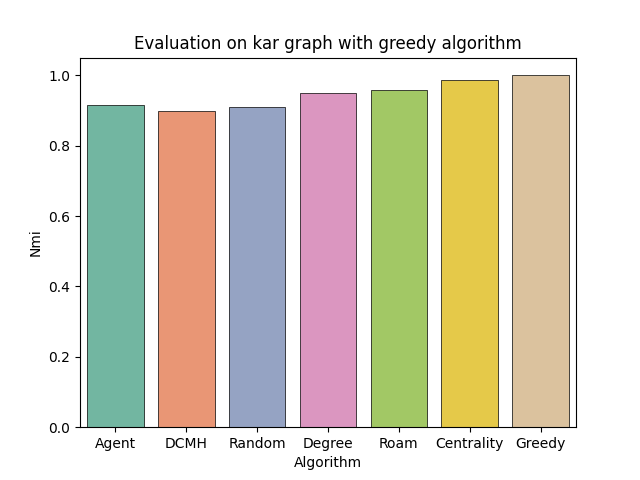 Evaluation on kar graph with greedy algorithm
1.0
0.8
0.6
0.4
0.2
0.0
Nmi
Agent DCMH Random Degree Roam Centrality Greedy
Algorithm